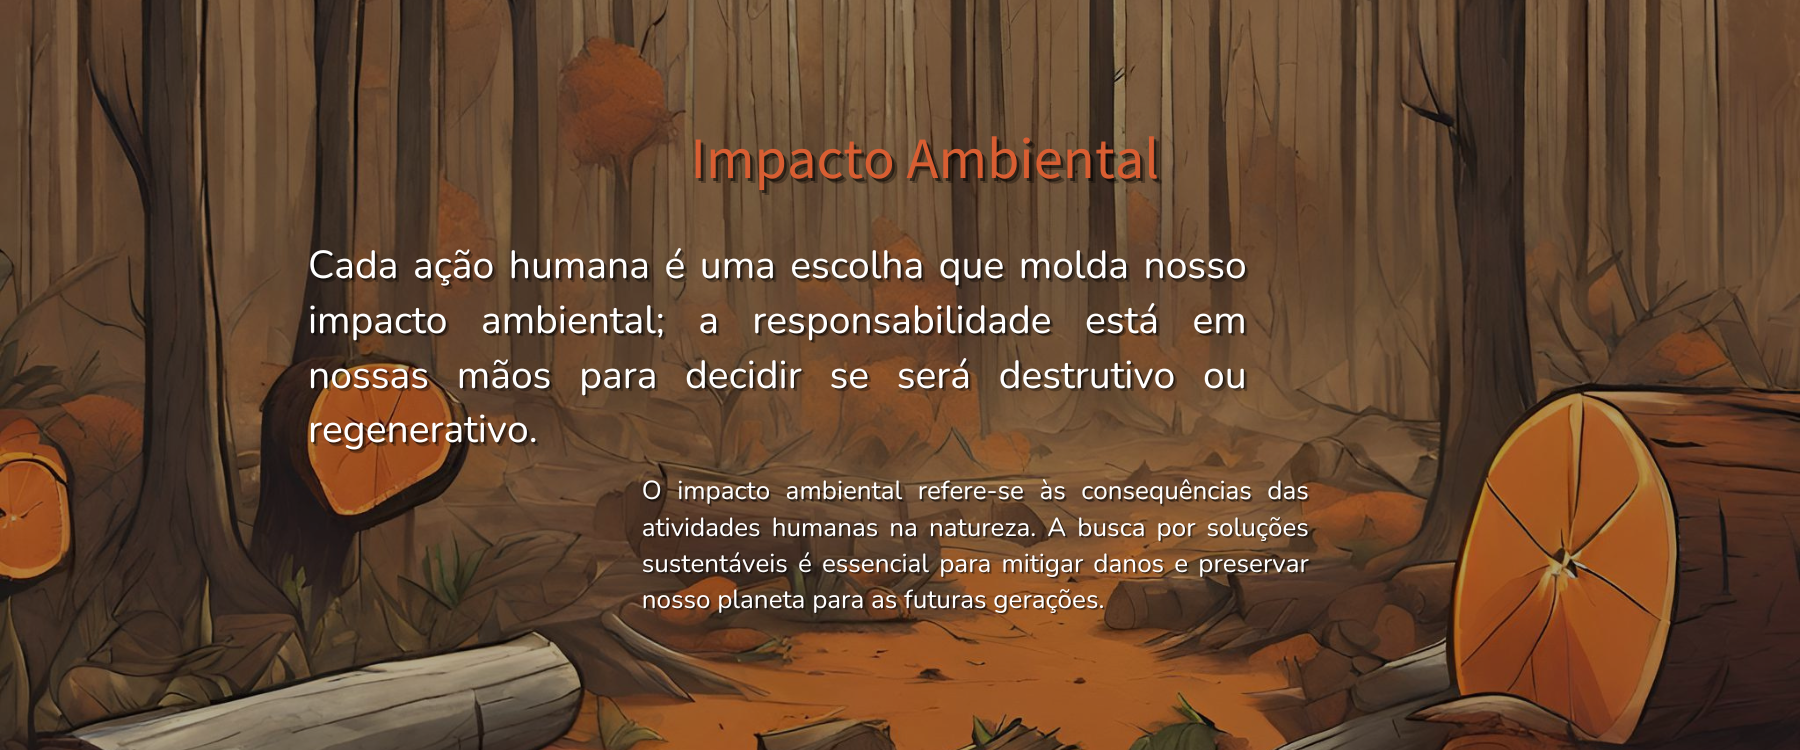 Impacto Ambiental
Cada ação humana é uma escolha que molda nosso
impacto ambiental; a responsabilidade está em
nossas mãos para decidir se será destrutivo ou
regenerativo.
O impacto ambiental refere-se às consequências das
atividades humanas na natureza. A busca por soluções
sustentáveis é essencial para mitigar danos e preservar
nosso planeta para as futuras gerações.